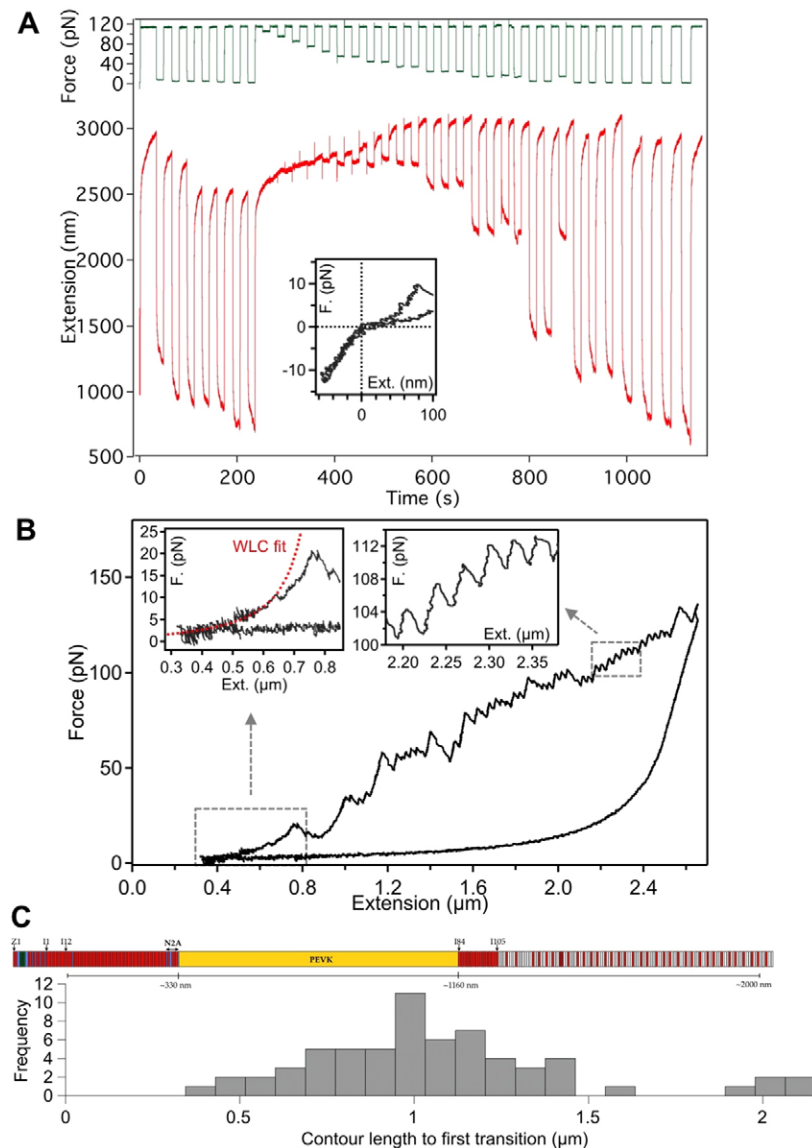 A
Force (pN)
120
80
40
0
Extension (nm)
3000
2500
2000
1500
1000
500
F. (pN)
10
0
-10
Ext. (nm)
0
100
0
200
400
600
800
1000
Time (s)
B
Force (pN)
150
100
50
0
F. (pN)
25
20
15
10
5
0
WLC fit
0.3 0.4 0.5 0.6 0.7 0.8
Ext. (µm)
F. (pN)
112
108
104
100
Ext. (µm)
2.20 2.25 2.30 2.35
0.0 0.4 0.8 1.2 1.6 2.0 2.4
Extension (µm)
C
Z1 I1 I12 N2A I84 I105
PEVK
~330 nm ~1160 nm ~2000 nm
Frequency
12
10
8
6
4
2
0
0 0.5 1 1.5 2
Contour length to first transition (µm)